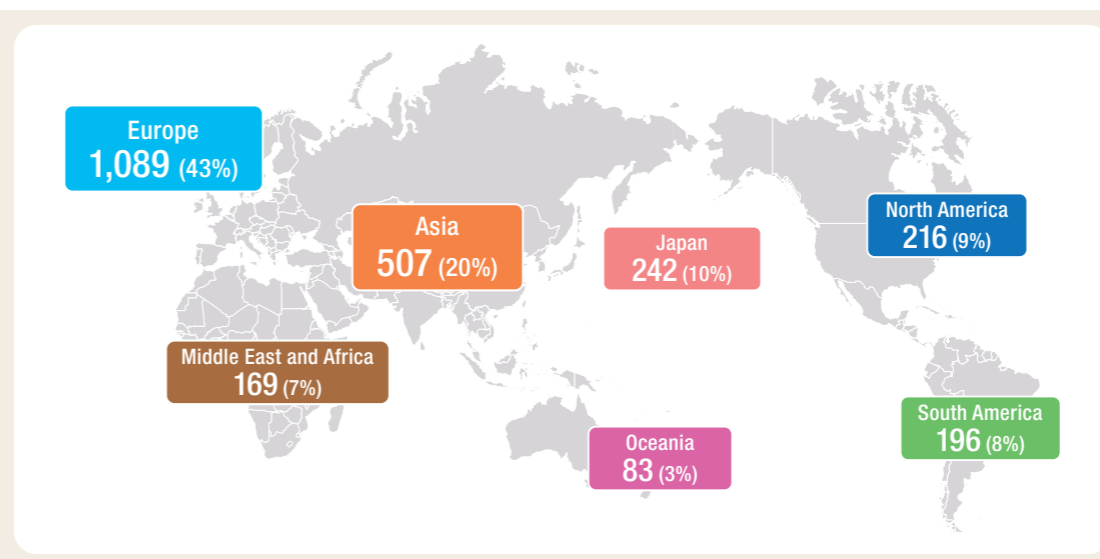 Europe
1,089 (43%)
Asia
507 (20%)
Japan
242 (10%)
North America
216 (9%)
Middle East and Africa
169 (7%)
Oceania
83 (3%)
South America
196 (8%)